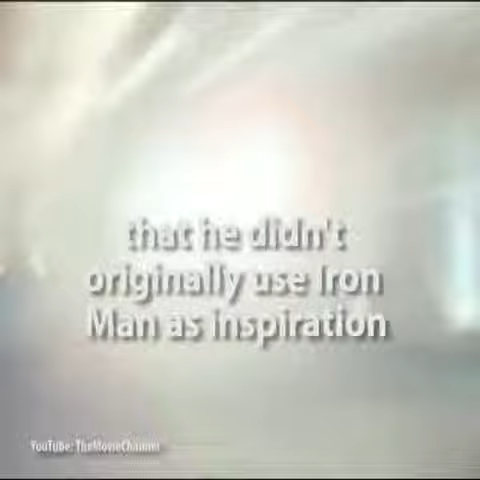 that he didn't
originally use Iron
Man as inspiration
YouTube: TheMovieChannel